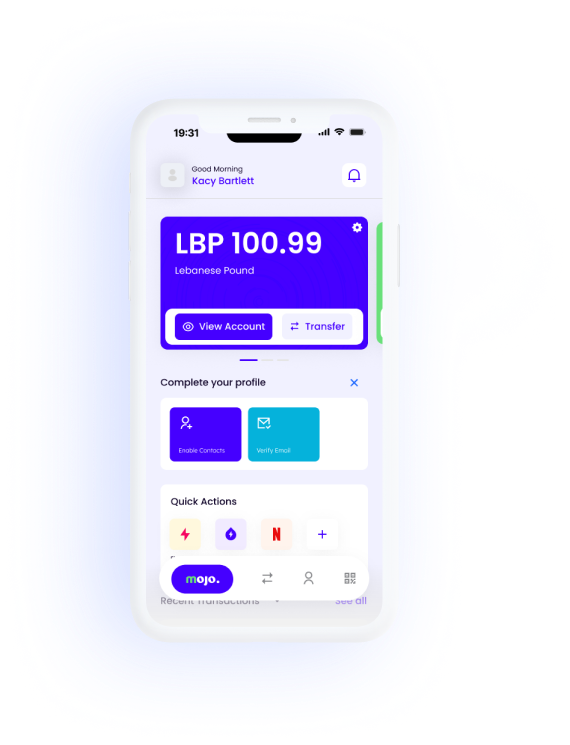 19:31
Good Morning
Kacy Bartlett
LBP 100.99
Lebanese Pound
View Account
Transfer
Complete your profile
Enable Contacts
Verify Email
Quick Actions
N
mojo.
Recent Transactions
See all